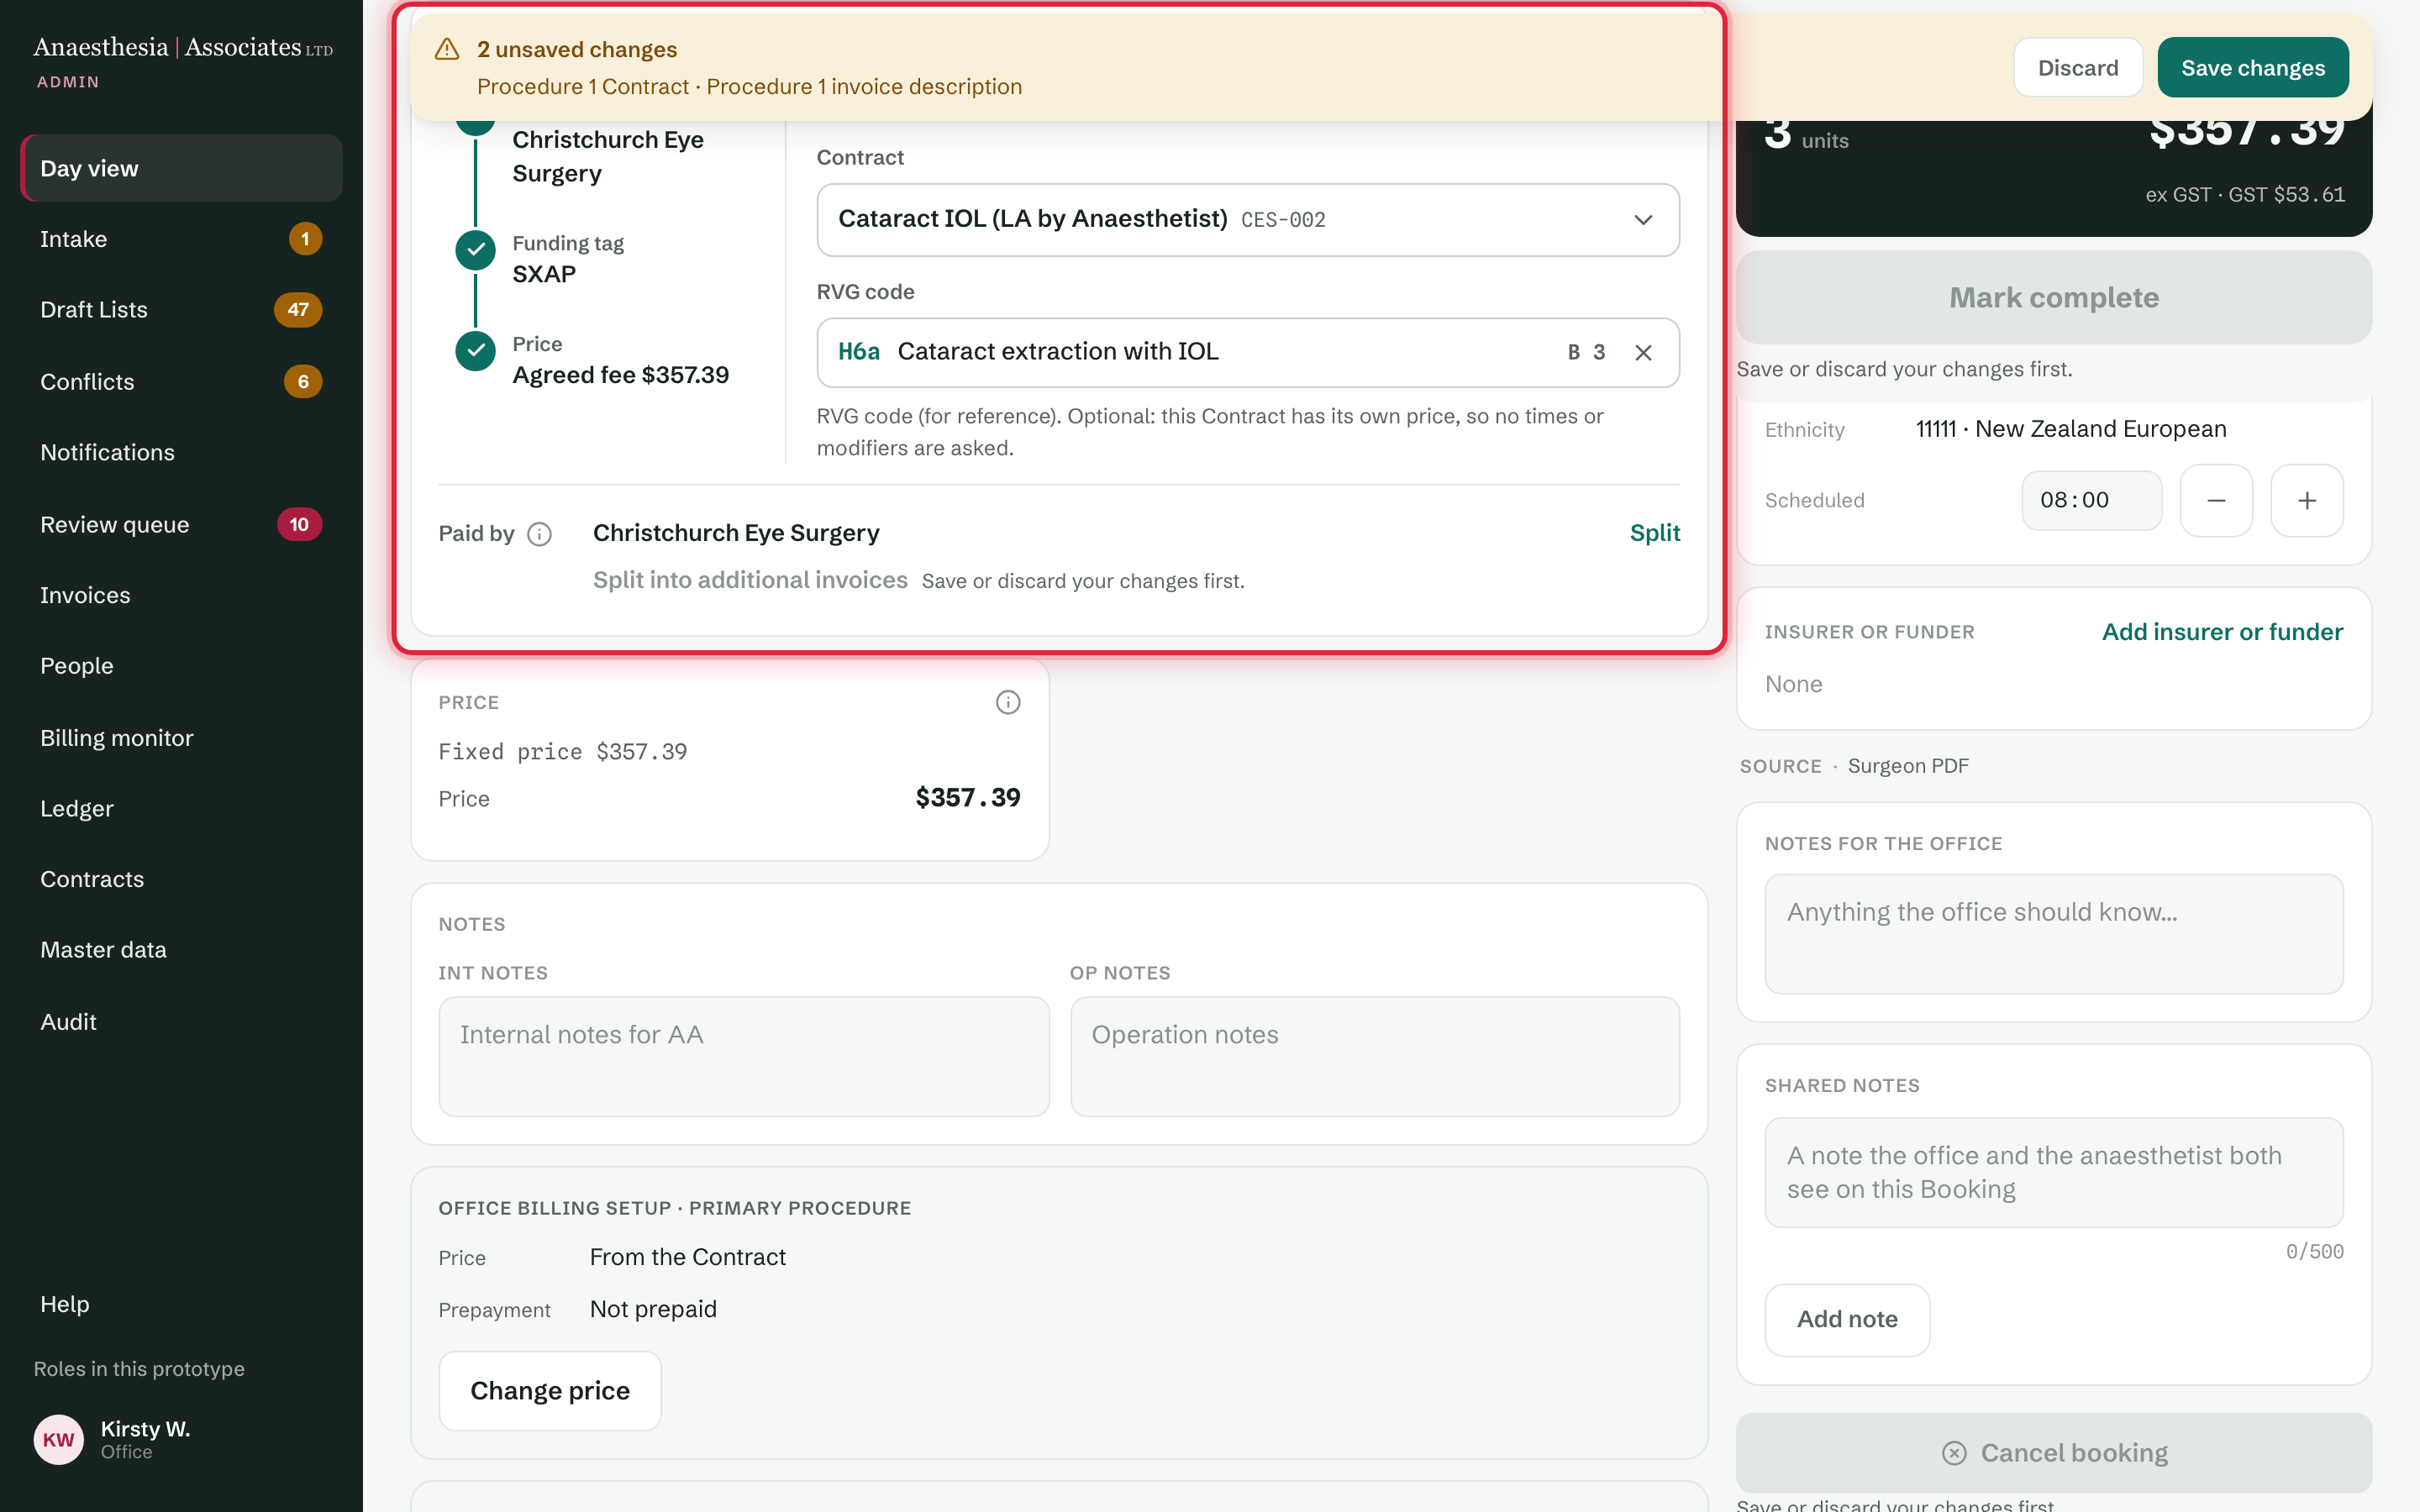 Anaesthesia | Associates LTD
ADMIN
Day view
Intake 1
Draft Lists 47
Conflicts 6
Notifications
Review queue 10
Invoices
People
Billing monitor
Ledger
Contracts
Master data
Audit
Help
Roles in this prototype
KW
Kirsty W.
Office
2 unsaved changes
Procedure 1 Contract · Procedure 1 invoice description
Discard
Save changes
Christchurch Eye
Surgery
Funding tag
SXAP
Price
Agreed fee $357.39
Contract
Cataract IOL (LA by Anaesthetist) CES-002
RVG code
H6a Cataract extraction with IOL B 3
RVG code (for reference). Optional: this Contract has its own price, so no times or
modifiers are asked.
Paid by Christchurch Eye Surgery Split
Split into additional invoices Save or discard your changes first.
PRICE
Fixed price $357.39
Price $357.39
NOTES
INT NOTES
Internal notes for AA
OP NOTES
Operation notes
OFFICE BILLING SETUP · PRIMARY PROCEDURE
Price From the Contract
Prepayment Not prepaid
Change price
3 units $357.39
ex GST · GST $53.61
Mark complete
Save or discard your changes first.
Ethnicity 11111 · New Zealand European
Scheduled 08:00
INSURER OR FUNDER Add insurer or funder
None
SOURCE · Surgeon PDF
NOTES FOR THE OFFICE
Anything the office should know...
SHARED NOTES
A note the office and the anaesthetist both
see on this Booking
0/500
Add note
Cancel booking
Save or discard your changes first.